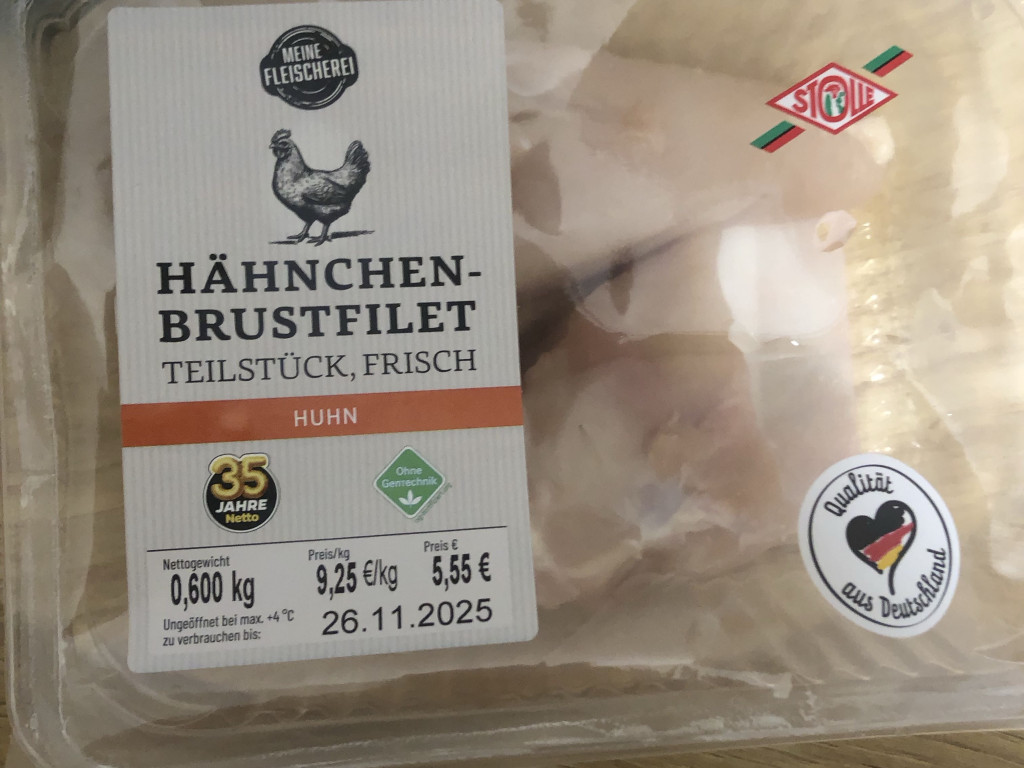 MEINE
FLEISCHEREI
STOLLE
HÄHNCHEN-
BRUSTFILET
TEILSTÜCK, FRISCH
HUHN
35
JAHRE
Netto
Ohne
Gentechnik
Nettogewicht
0,600 kg
Preis/kg
9,25 €/kg
Preis €
5,55 €
Ungeöffnet bei max. +4 °C
zu verbrauchen bis:
26.11.2025
Qualität
aus Deutschland